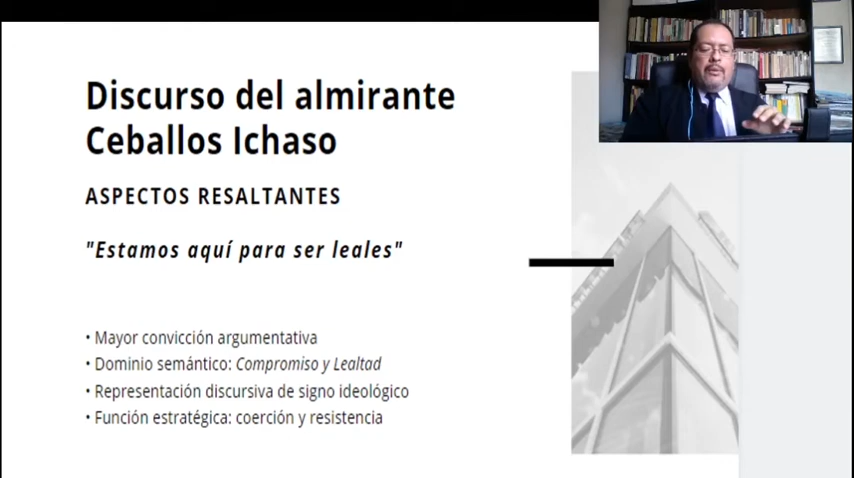 Discurso del almirante
Ceballos Ichaso
ASPECTOS RESALTANTES
"Estamos aquí para ser leales"
• Mayor convicción argumentativa
• Dominio semántico: Compromiso y Lealtad
• Representación discursiva de signo ideológico
• Función estratégica: coerción y resistencia